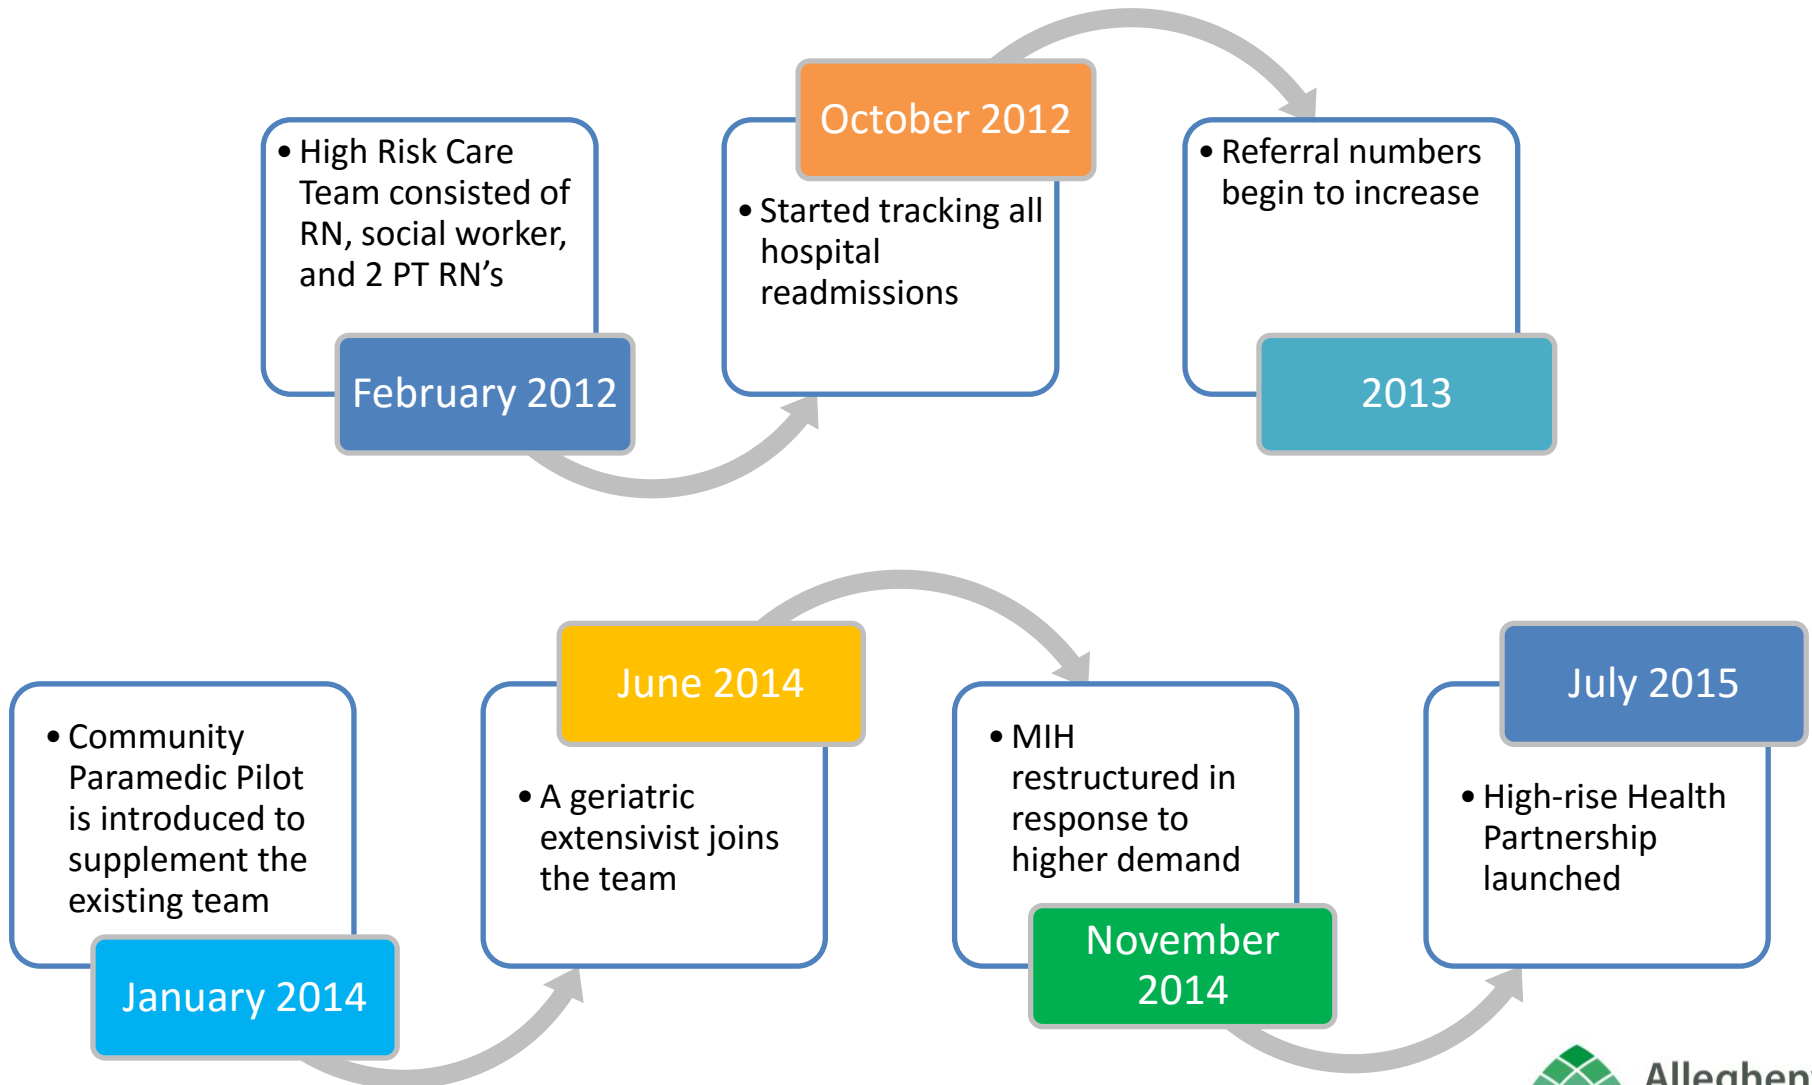 • High Risk Care
Team consisted of
RN, social worker,
and 2 PT RN’s
February 2012
October 2012
• Started tracking all
hospital
readmissions
• Referral numbers
begin to increase
2013
• Community
Paramedic Pilot
is introduced to
supplement the
existing team
January 2014
June 2014
• A geriatric
extensivist joins
the team
• MIH
restructured in
response to
higher demand
November
2014
July 2015
• High-rise Health
Partnership
launched